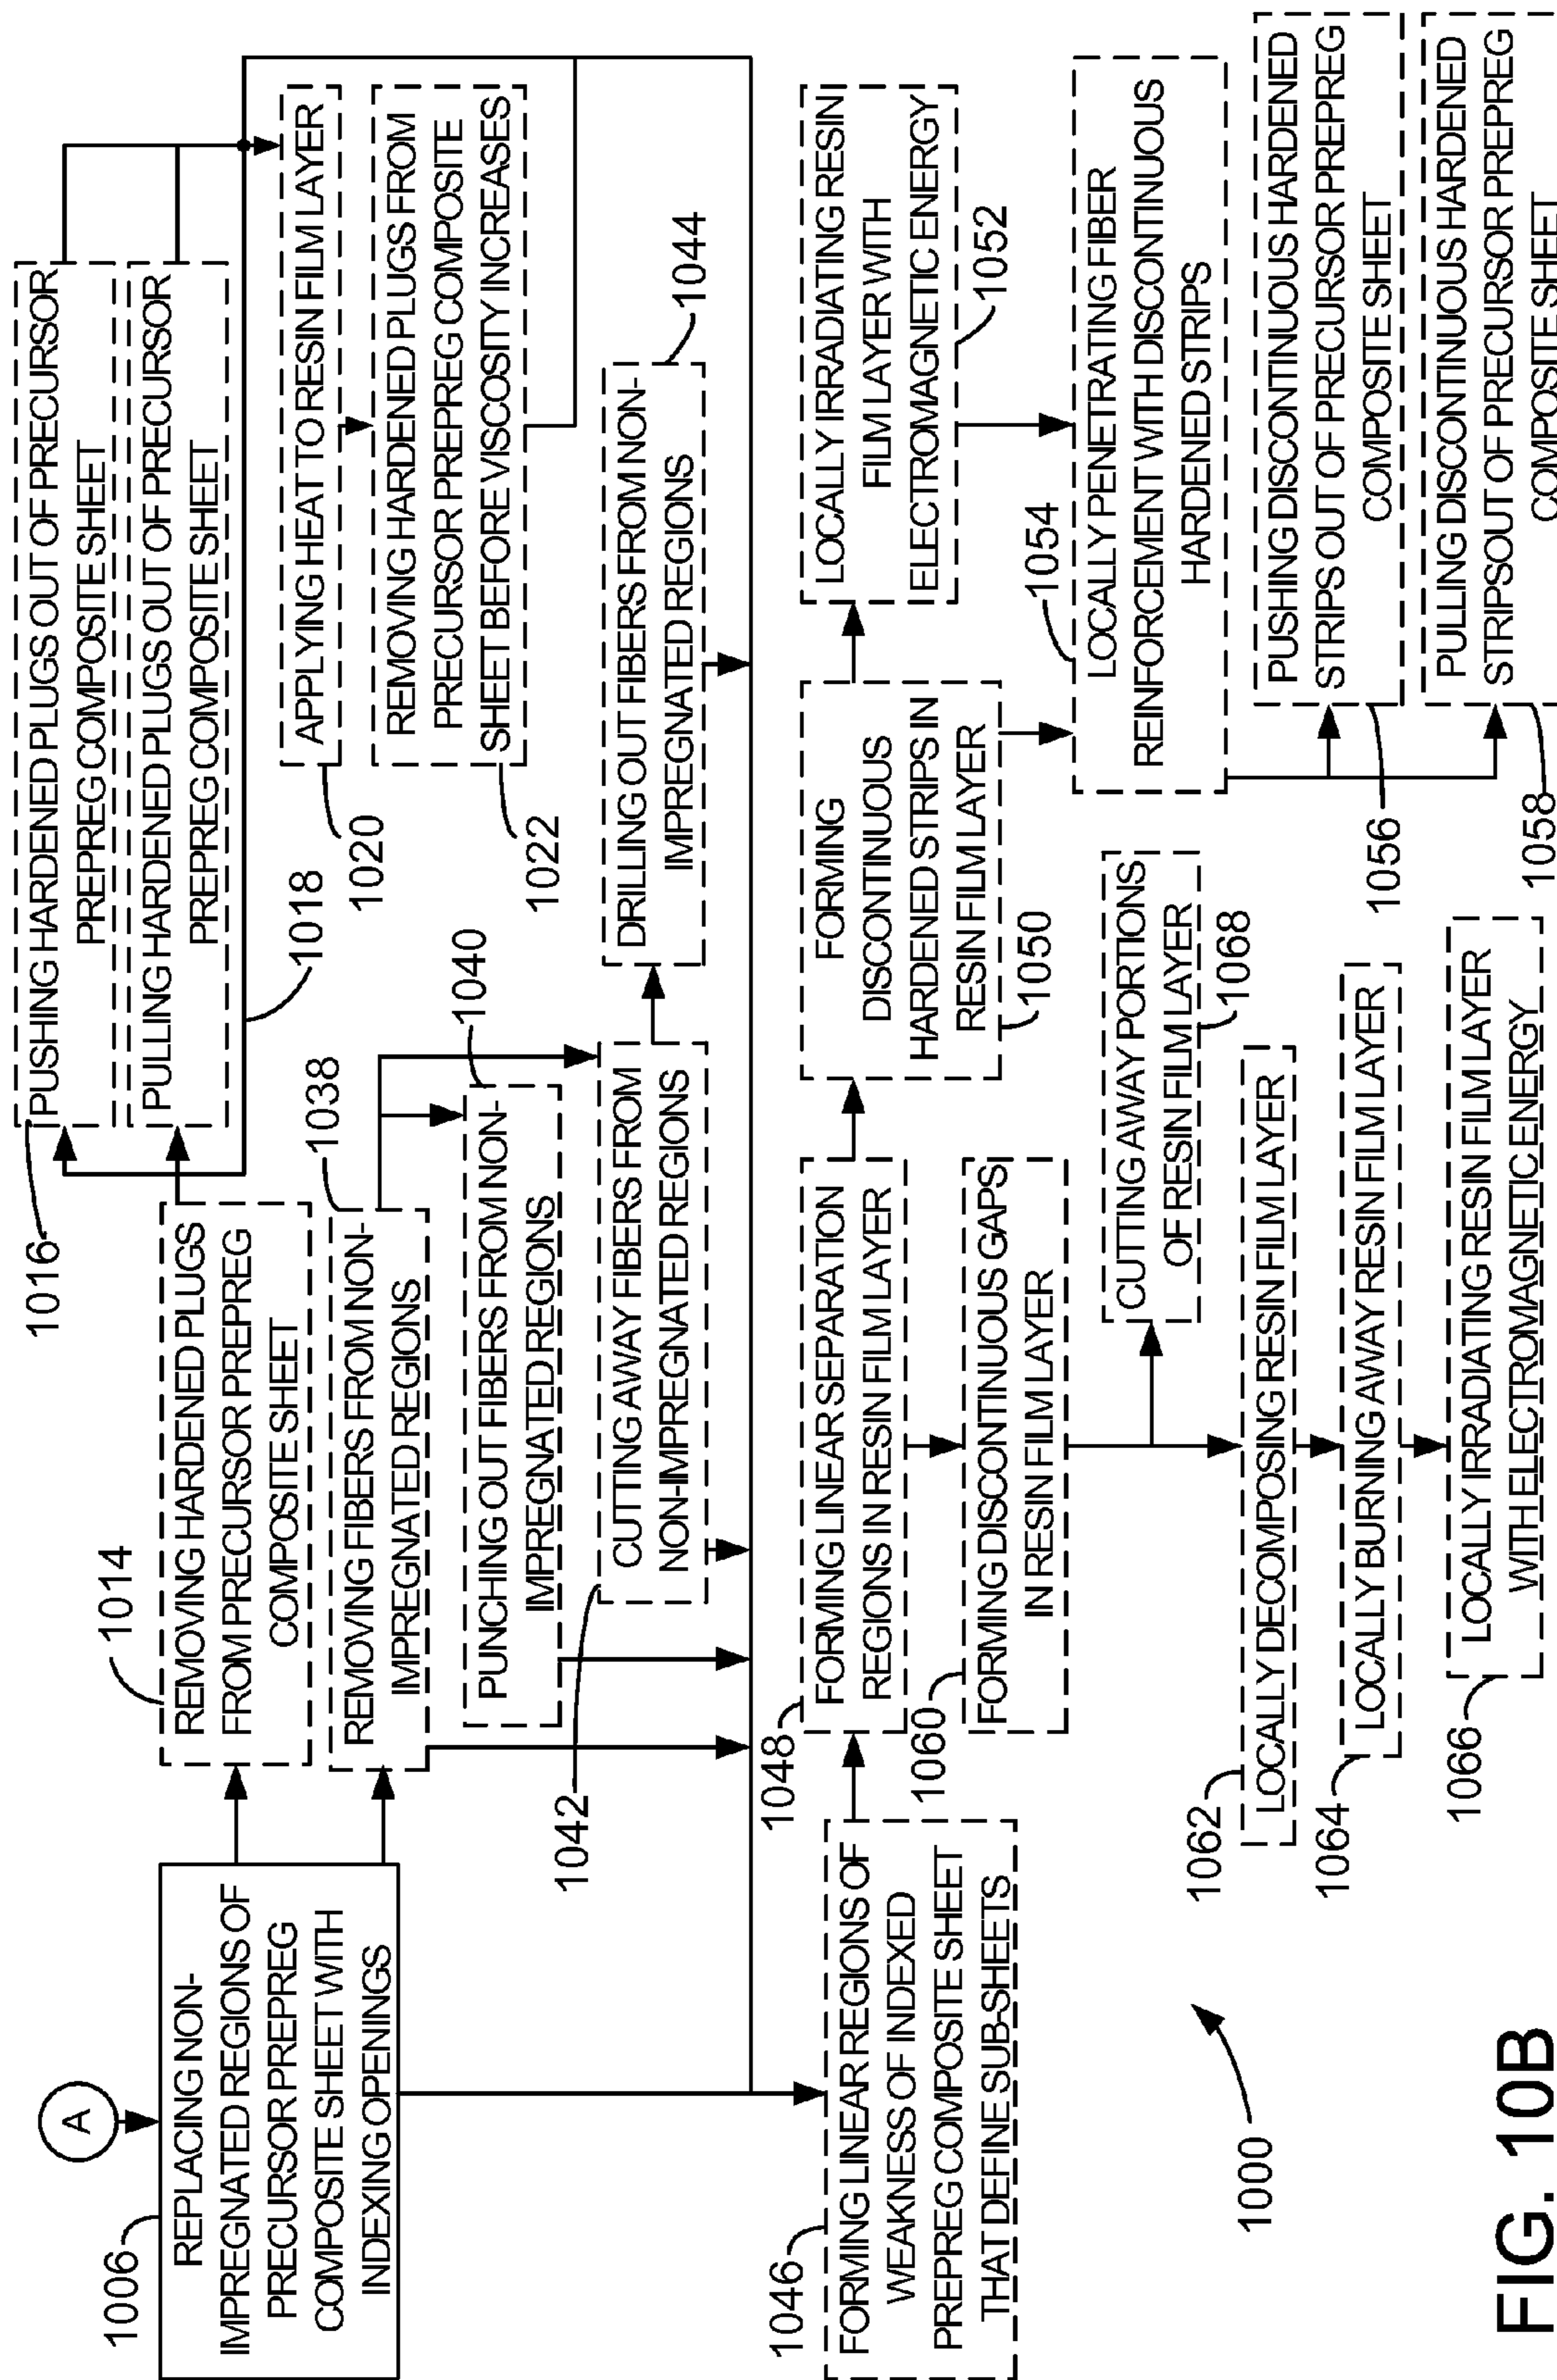 A
1006
REPLACING NON-
IMPREGNATED REGIONS OF
PRECURSOR PREPREG
COMPOSITE SHEET WITH
INDEXING OPENINGS
1014
REMOVING HARDENED PLUGS
FROM PRECURSOR PREPREG
COMPOSITE SHEET
1016
PUSHING HARDENED PLUGS OUT OF PRECURSOR
PREPREG COMPOSITE SHEET
PULLING HARDENED PLUGS OUT OF PRECURSOR
PREPREG COMPOSITE SHEET
1018
APPLYING HEAT TO RESIN FILM LAYER
1020
REMOVING HARDENED PLUGS FROM
PRECURSOR PREPREG COMPOSITE
SHEET BEFORE VISCOSITY INCREASES
1022
1038
REMOVING FIBERS FROM NON-
IMPREGNATED REGIONS
1040
PUNCHING OUT FIBERS FROM NON-
IMPREGNATED REGIONS
1042
CUTTING AWAY FIBERS FROM
NON-IMPREGNATED REGIONS
1044
DRILLING OUT FIBERS FROM NON-
IMPREGNATED REGIONS
1046
FORMING LINEAR REGIONS OF
WEAKNESS OF INDEXED
PREPREG COMPOSITE SHEET
THAT DEFINE SUB-SHEETS
1048
FORMING LINEAR SEPARATION
REGIONS IN RESIN FILM LAYER
FORMING
DISCONTINUOUS
HARDENED STRIPS IN
RESIN FILM LAYER
1050
LOCALLY IRRADIATING RESIN
FILM LAYER WITH
ELECTROMAGNETIC ENERGY
1052
1054
LOCALLY PENETRATING FIBER
REINFORCEMENT WITH DISCONTINUOUS
HARDENED STRIPS
PUSHING DISCONTINUOUS HARDENED
STRIPS OUT OF PRECURSOR PREPREG
COMPOSITE SHEET
1056
PULLING DISCONTINUOUS HARDENED
STRIPSOUT OF PRECURSOR PREPREG
COMPOSITE SHEET
1058
1060
FORMING DISCONTINUOUS GAPS
IN RESIN FILM LAYER
CUTTING AWAY PORTIONS
OF RESIN FILM LAYER
1068
1062
LOCALLY DECOMPOSING RESIN FILM LAYER
1064
LOCALLY BURNING AWAY RESIN FILM LAYER
1066
LOCALLY IRRADIATING RESIN FILM LAYER
WITH ELECTROMAGNETIC ENERGY
1000
FIG. 10B